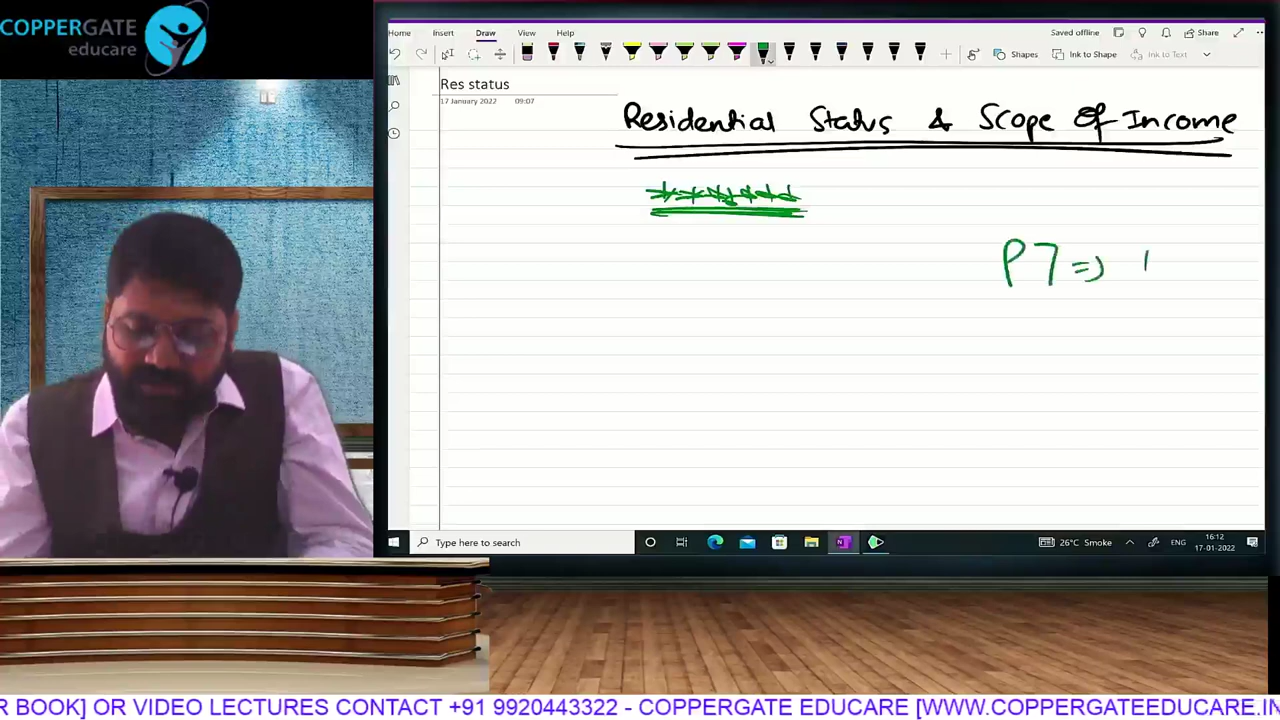 COPPERGATE
educare
Home Insert Draw View Help Saved offline Share
Shapes Ink to Shape Ink to Text
Res status
17 January 2022 09:07
Residential Status & Scope Of Income
P7 => 1
Type here to search
26°C Smoke ENG 16:12
17-01-2022
R BOOK] OR VIDEO LECTURES CONTACT +91 9920443322 - COPPERGATE EDUCARE [WWW.COPPERGATEEDUCARE.IN